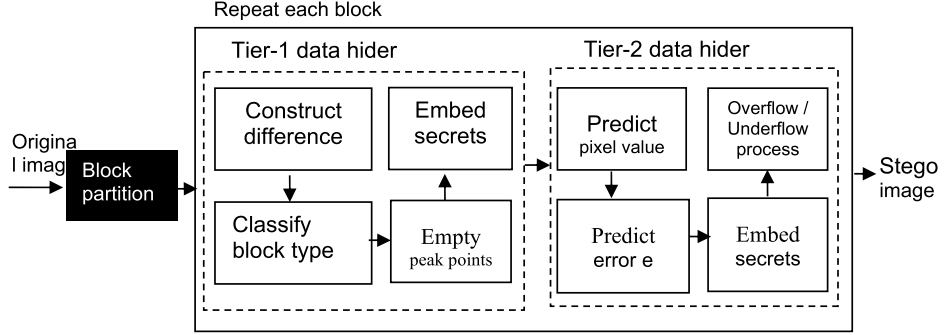 Repeat each block
Tier-1 data hider
Tier-2 data hider
Origina
l imag
Block
partition
Construct
difference
Classify
block type
Empty
peak points
Embed
secrets
Predict
pixel value
Predict
error e
Embed
secrets
Overflow /
Underflow
process
Stego
image